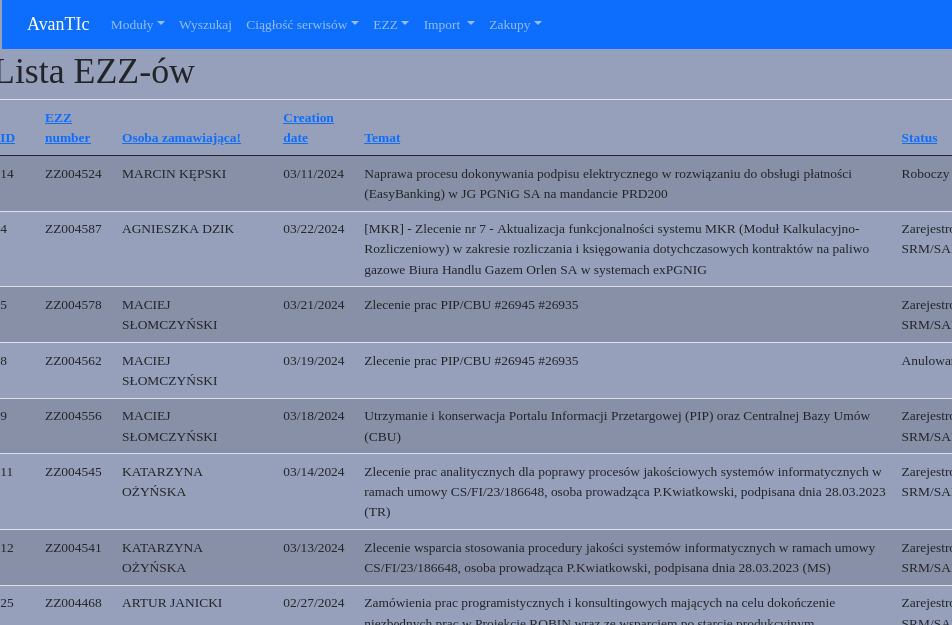 AvanTIc Moduły Wyszukaj Ciągłość serwisów EZZ Import Zakupy
Lista EZZ-ów
ID EZZ number Osoba zamawiająca! Creation date Temat Status
14 ZZ004524 MARCIN KĘPSKI 03/11/2024 Naprawa procesu dokonywania podpisu elektrycznego w rozwiązaniu do obsługi płatności Roboczy
(EasyBanking) w JG PGNiG SA na mandancie PRD200
4 ZZ004587 AGNIESZKA DZIK 03/22/2024 [MKR] - Zlecenie nr 7 - Aktualizacja funkcjonalności systemu MKR (Moduł Kalkulacyjno- Zarejestro
Rozliczeniowy) w zakresie rozliczania i księgowania dotychczasowych kontraktów na paliwo SRM/SA
gazowe Biura Handlu Gazem Orlen SA w systemach exPGNIG
5 ZZ004578 MACIEJ 03/21/2024 Zlecenie prac PIP/CBU #26945 #26935 Zarejestro
SŁOMCZYŃSKI SRM/SA
8 ZZ004562 MACIEJ 03/19/2024 Zlecenie prac PIP/CBU #26945 #26935 Anulowa
SŁOMCZYŃSKI
9 ZZ004556 MACIEJ 03/18/2024 Utrzymanie i konserwacja Portalu Informacji Przetargowej (PIP) oraz Centralnej Bazy Umów Zarejestro
SŁOMCZYŃSKI (CBU) SRM/SA
11 ZZ004545 KATARZYNA 03/14/2024 Zlecenie prac analitycznych dla poprawy procesów jakościowych systemów informatycznych w Zarejestro
OŻYŃSKA ramach umowy CS/FI/23/186648, osoba prowadząca P.Kwiatkowski, podpisana dnia 28.03.2023 SRM/SA
(TR)
12 ZZ004541 KATARZYNA 03/13/2024 Zlecenie wsparcia stosowania procedury jakości systemów informatycznych w ramach umowy Zarejestro
OŻYŃSKA CS/FI/23/186648, osoba prowadząca P.Kwiatkowski, podpisana dnia 28.03.2023 (MS) SRM/SA
25 ZZ004468 ARTUR JANICKI 02/27/2024 Zamówienia prac programistycznych i konsultingowych mających na celu dokończenie Zarejestro
niezbędnych prac w Projekcie ROBIN wraz ze wsparciem po starcie produkcyjnym SRM/SA